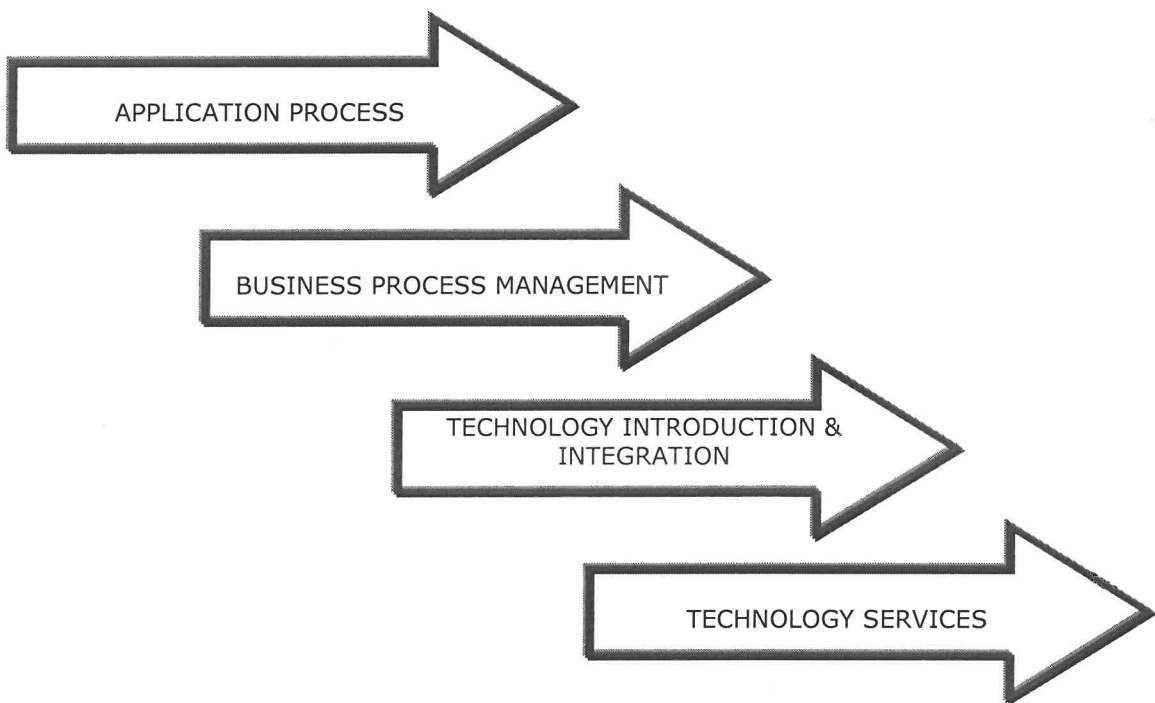 APPLICATION PROCESS
BUSINESS PROCESS MANAGEMENT
TECHNOLOGY INTRODUCTION &
INTEGRATION
TECHNOLOGY SERVICES